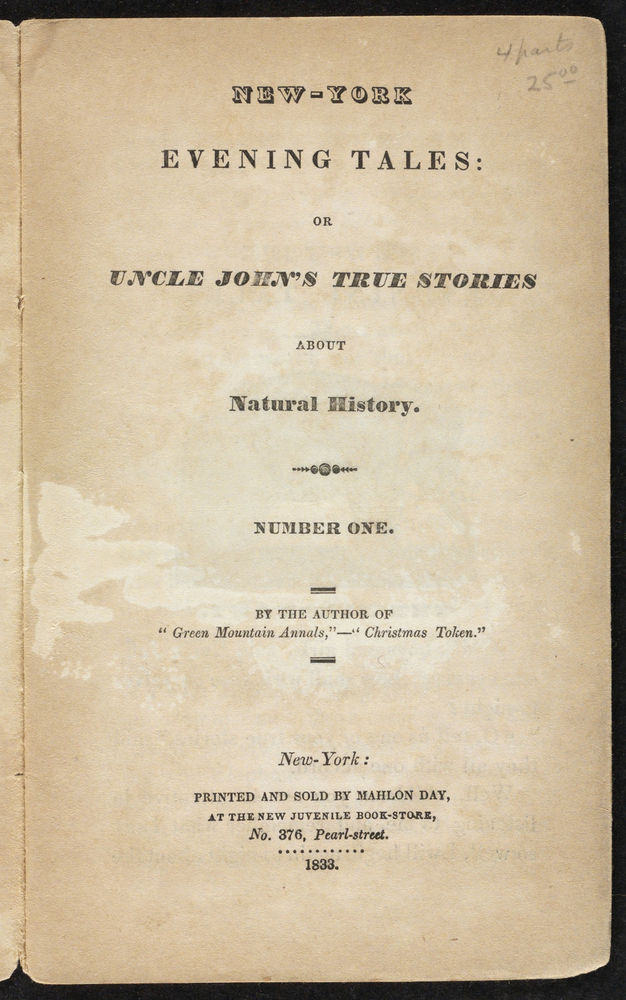 4 parts
25 00
NEW-YORK
EVENING TALES:
OR
UNCLE JOHN'S TRUE STORIES
ABOUT
Natural History.
NUMBER ONE.
BY THE AUTHOR OF
“ Green Mountain Annals,”—“ Christmas Token.”
New-York:
PRINTED AND SOLD BY MAHLON DAY,
AT THE NEW JUVENILE BOOK-STORE,
No. 376, Pearl-street.
1833.